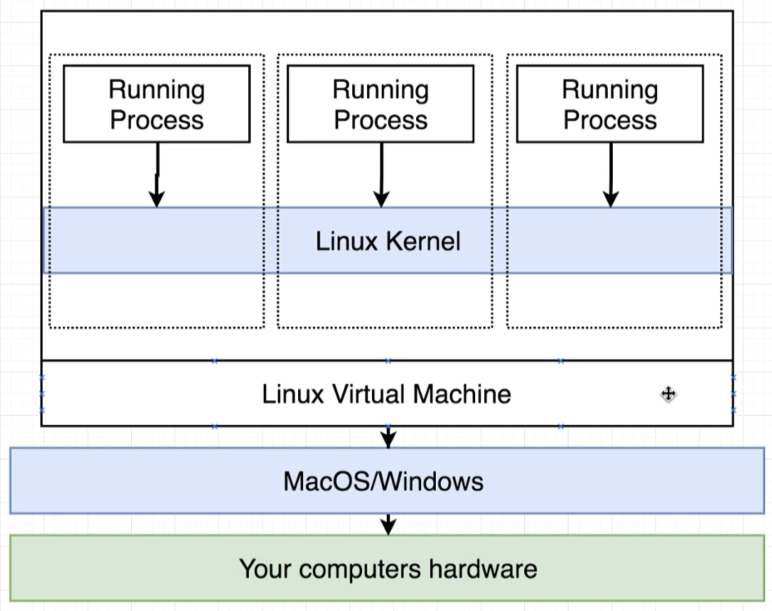 Running Running Running
Process Process Process
Linux Kernel
Linux Virtual Machine
MacOS/Windows
Your computers hardware